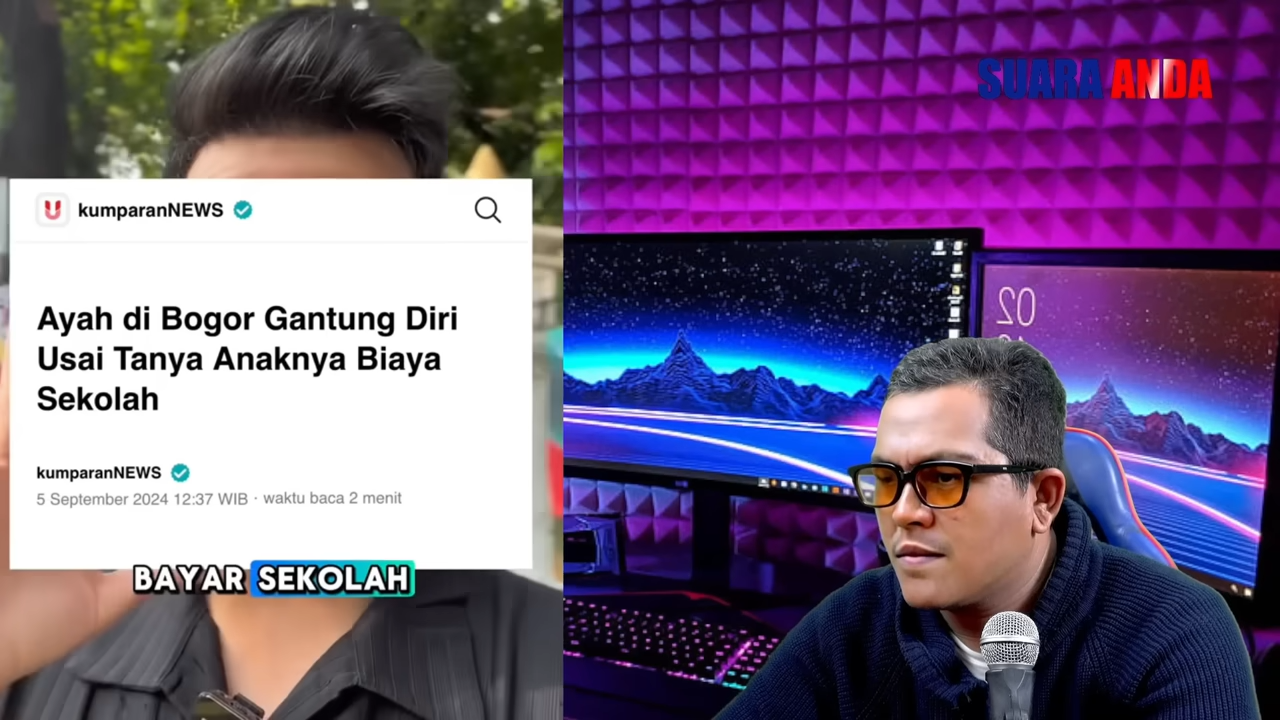 kumparanNEWS
Ayah di Bogor Gantung Diri
Usai Tanya Anaknya Biaya
Sekolah
kumparanNEWS
5 September 2024 12:37 WIB · waktu baca 2 menit
BAYAR SEKOLAH
SUARA ANDA
02